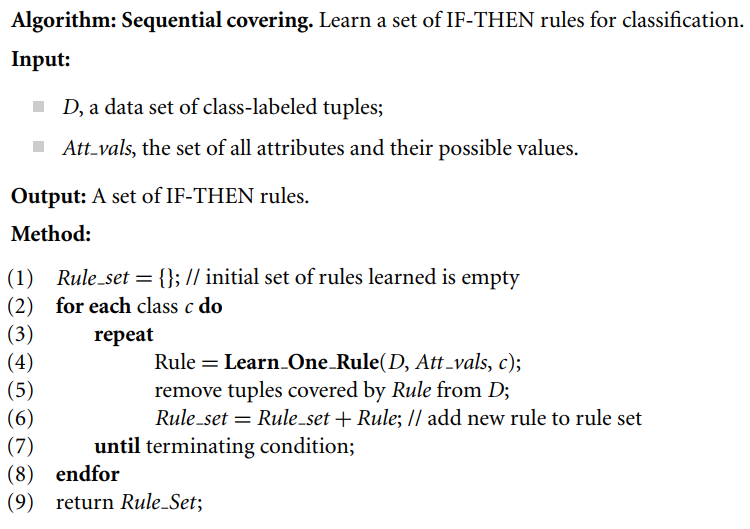 Algorithm: Sequential covering. Learn a set of IF-THEN rules for classification.
Input:
D, a data set of class-labeled tuples;
Att_vals, the set of all attributes and their possible values.
Output: A set of IF-THEN rules.
Method:
(1) Rule_set = {}; // initial set of rules learned is empty
(2) for each class c do
(3) repeat
(4) Rule = Learn_One_Rule(D, Att_vals, c);
(5) remove tuples covered by Rule from D;
(6) Rule_set = Rule_set + Rule; // add new rule to rule set
(7) until terminating condition;
(8) endfor
(9) return Rule_Set;